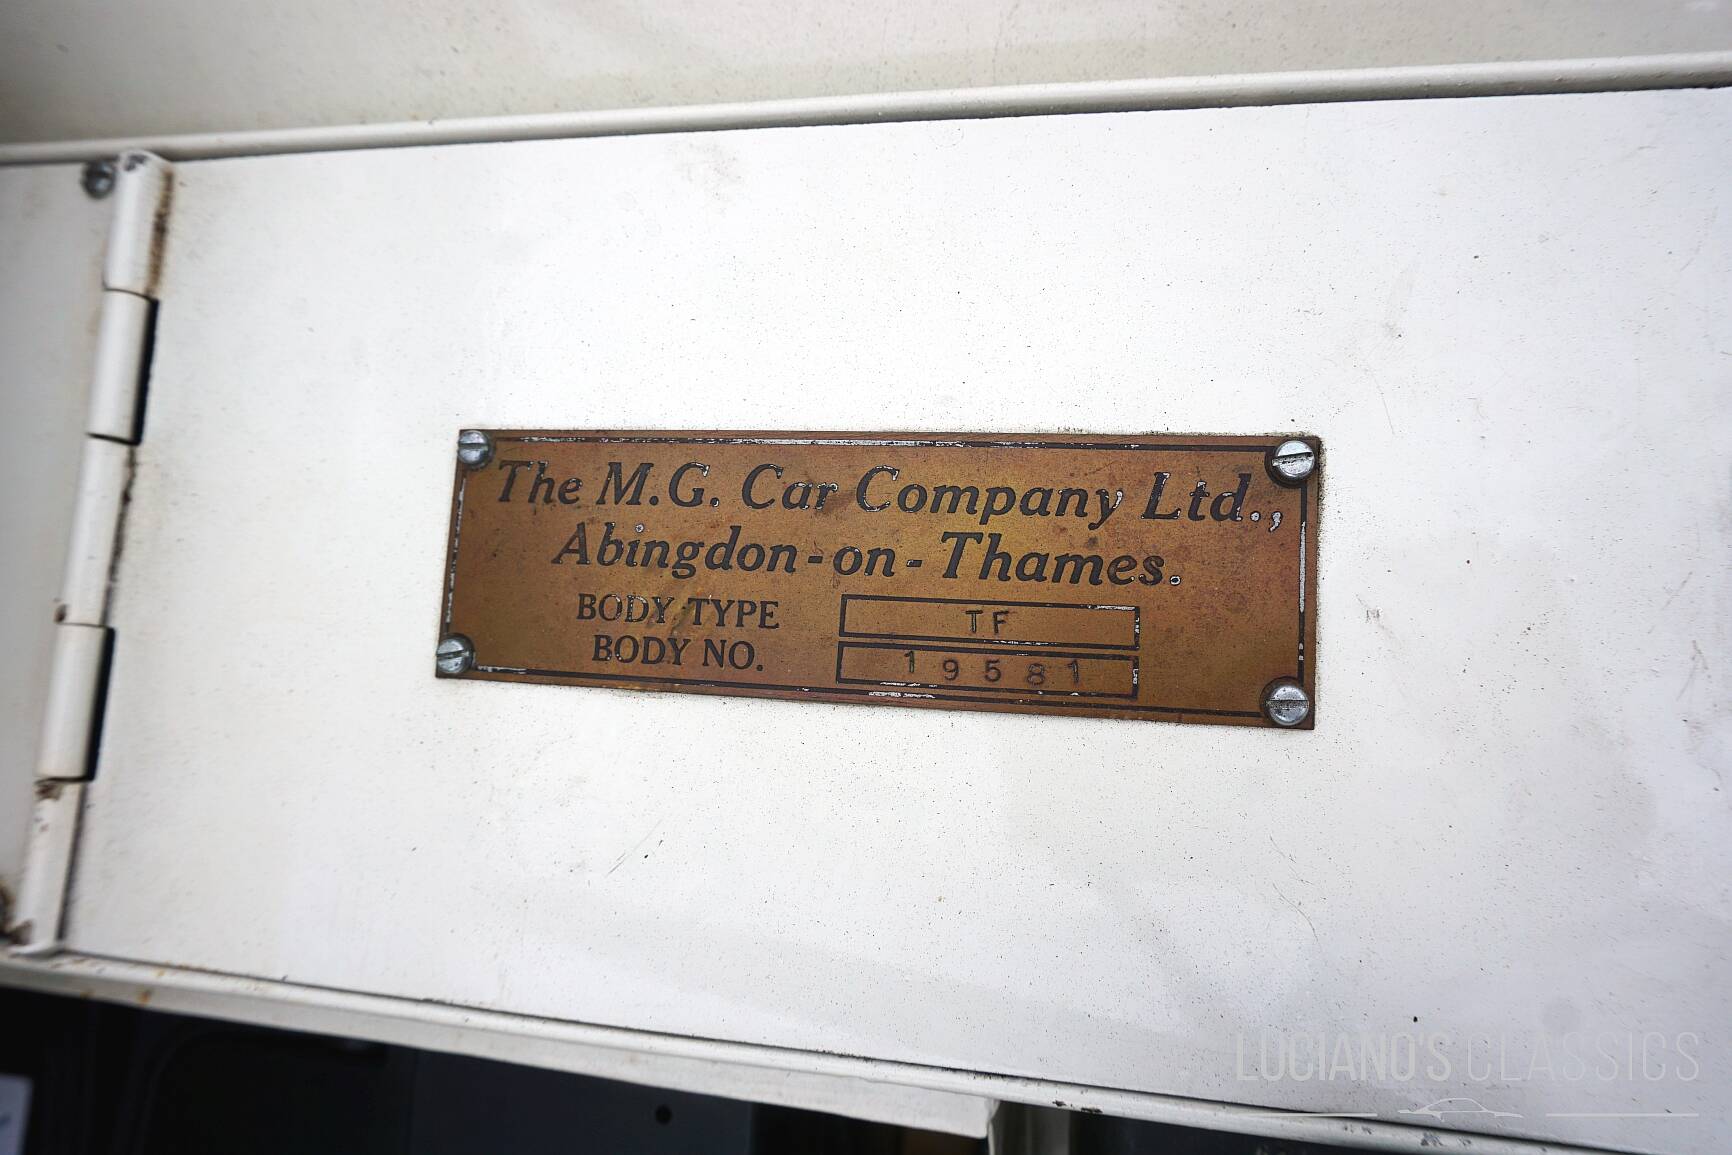 The M.G. Car Company Ltd.,
Abingdon-on-Thames.
BODY TYPE TF
BODY NO. 19581
LUCIANO'S CLASSICS